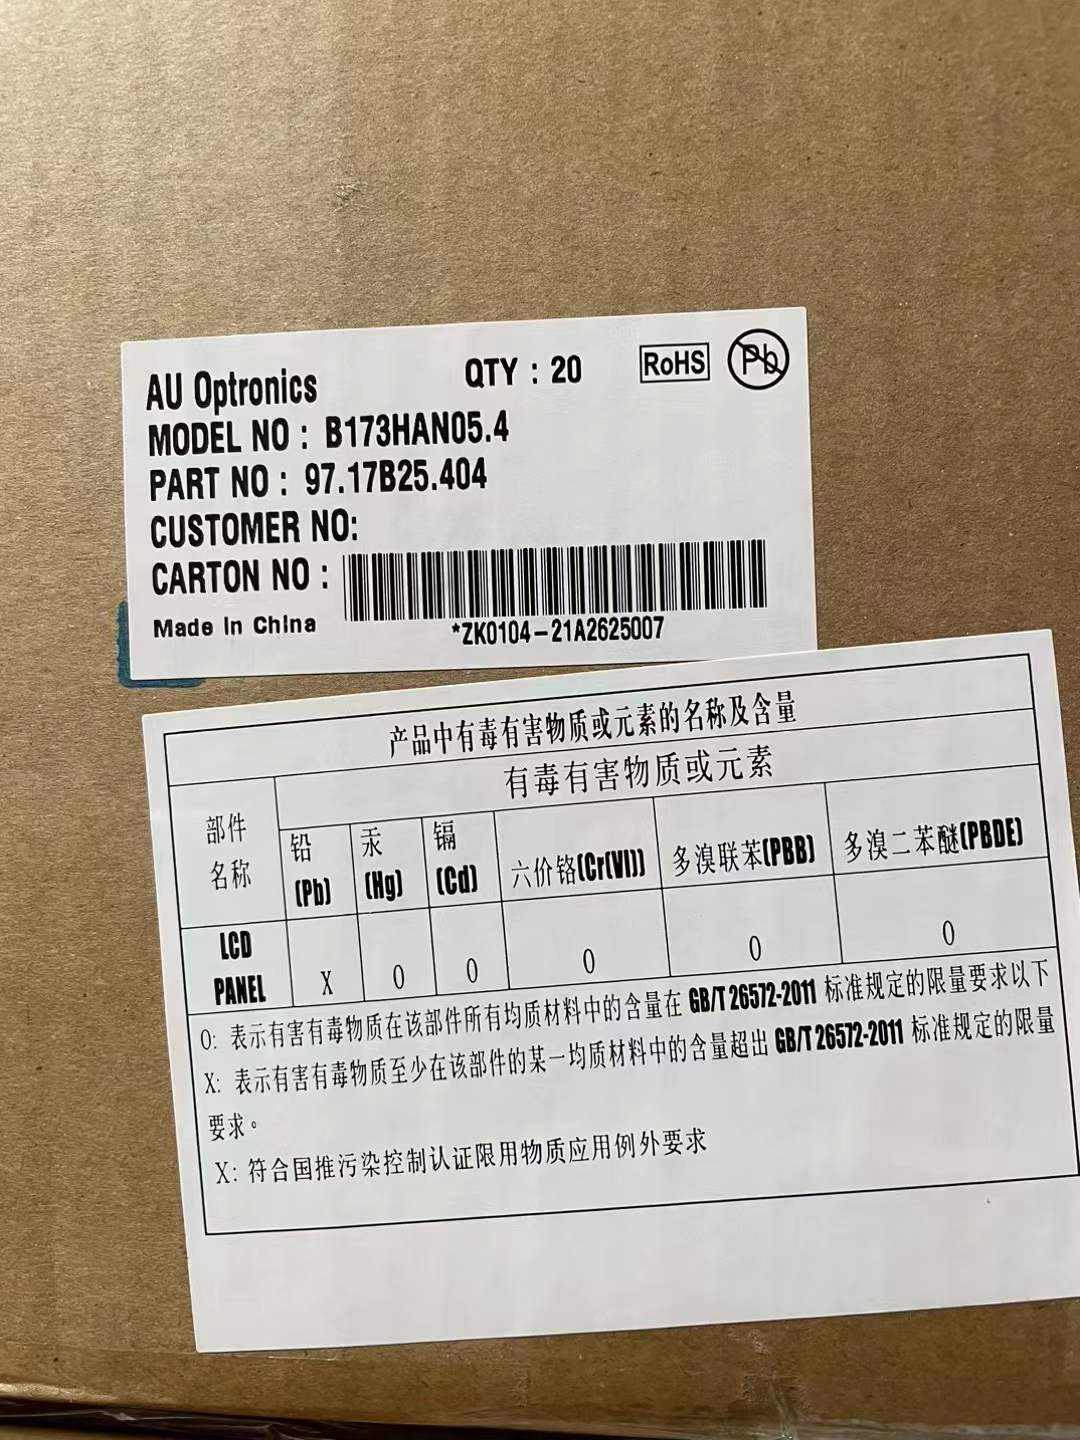 AU Optronics QTY : 20 RoHS Pb
MODEL NO : B173HAN05.4
PART NO : 97.17B25.404
CUSTOMER NO:
CARTON NO :
Made In China *ZK0104-21A2625007
产品中有毒有害物质或元素的名称及含量
有毒有害物质或元素
部件
名称
铅
(Pb)
汞
(Hg)
镉
(Cd)
六价铬(Cr(VI))
多溴联苯(PBB)
多溴二苯醚(PBDE)
LCD
PANEL
X 0 0 0 0 0
0: 表示有害有毒物质在该部件所有均质材料中的含量在 GB/T 26572-2011 标准规定的限量要求以下
X: 表示有害有毒物质至少在该部件的某一均质材料中的含量超出 GB/T 26572-2011 标准规定的限量
要求。
X: 符合国推污染控制认证限用物质应用例外要求